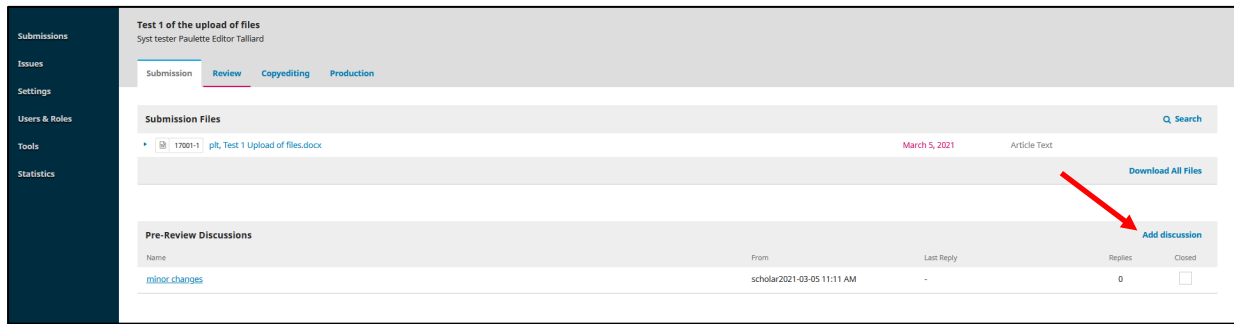 Submissions
Issues
Settings
Users & Roles
Tools
Statistics
Test 1 of the upload of files
Syst tester Paulette Editor Talliard
Submission Review Copyediting Production
Submission Files Search
17001-1 plt, Test 1 Upload of files.docx March 5, 2021 Article Text
Download All Files
Pre-Review Discussions Add discussion
Name From Last Reply Replies Closed
minor changes scholar2021-03-05 11:11 AM - 0